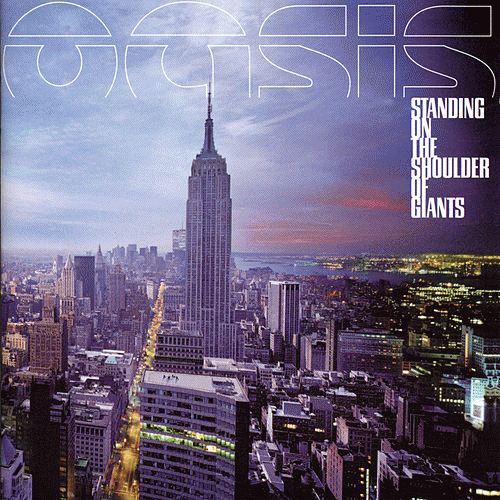 oasis
STANDING
ON
THE
SHOULDER
OF
GIANTS